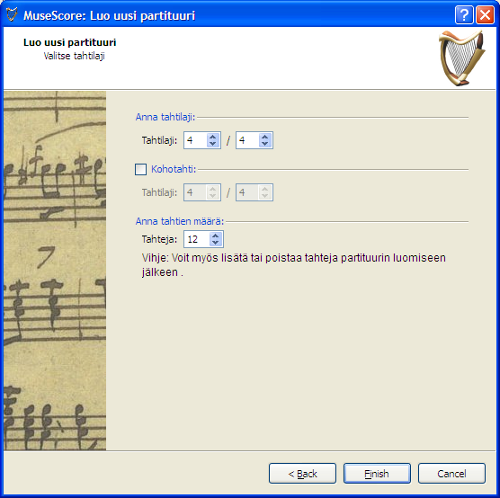 MuseScore: Luo uusi partituuri
Luo uusi partituuri
Valitse tahtilaji
Anna tahtilaji:
Tahtilaji: 4 / 4
Kohotahti:
Tahtilaji: 4 / 4
Anna tahtien määrä:
Tahteja: 12
Vihje: Voit myös lisätä tai poistaa tahteja partituurin luomiseen
jälkeen .
< Back Finish Cancel